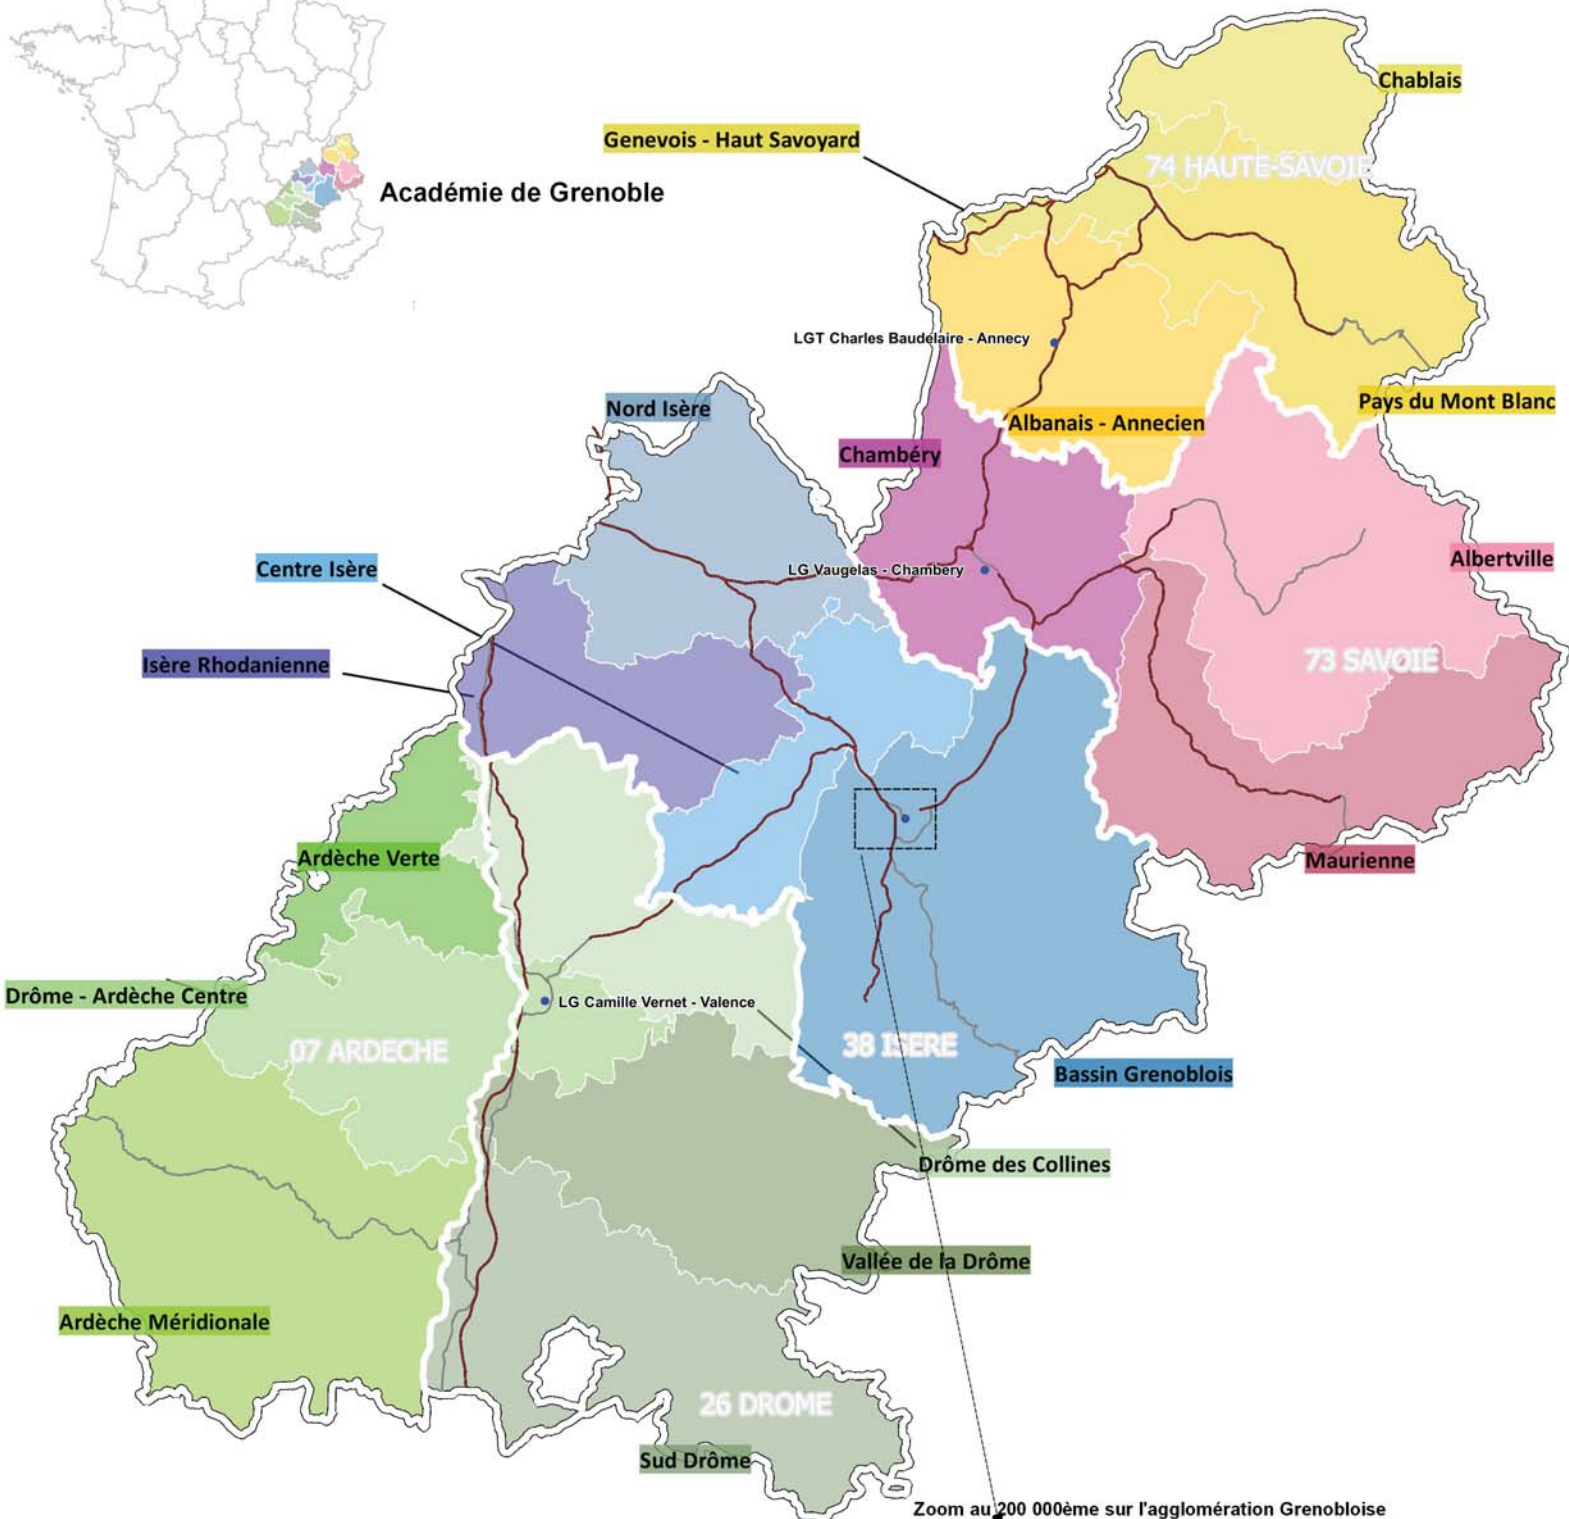 Chablais
Genevois - Haut Savoyard
74 HAUTE-SAVOIE
Académie de Grenoble
LGT Charles Baudelaire - Annecy
Nord Isère
Pays du Mont Blanc
Albanais - Annecien
Chambéry
Centre Isère
LG Vaugelas - Chambery
Albertville
Isère Rhodanienne
73 SAVOIE
Ardèche Verte
Maurienne
Drôme - Ardèche Centre
LG Camille Vernet - Valence
07 ARDECHE
38 ISERE
Bassin Grenoblois
Drôme des Collines
Vallée de la Drôme
Ardèche Méridionale
26 DROME
Sud Drôme
Zoom au 200 000ème sur l'agglomération Grenobloise